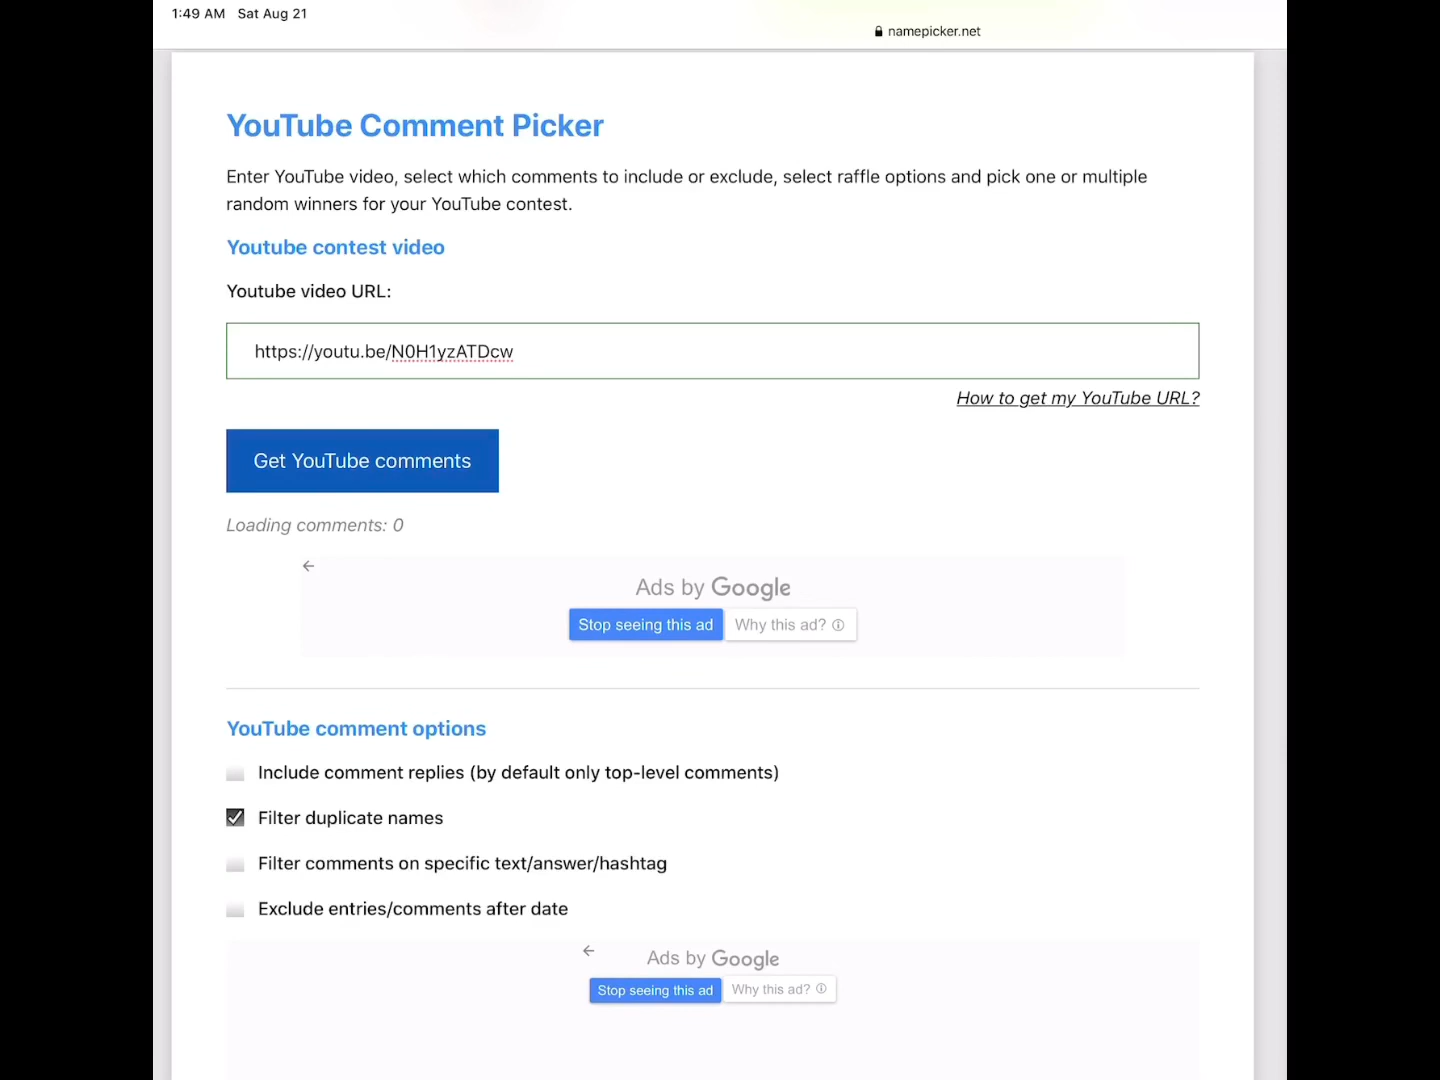 1:49 AM Sat Aug 21
namepicker.net
YouTube Comment Picker
Enter YouTube video, select which comments to include or exclude, select raffle options and pick one or multiple
random winners for your YouTube contest.
Youtube contest video
Youtube video URL:
https://youtu.be/N0H1yzATDcw
How to get my YouTube URL?
Get YouTube comments
Loading comments: 0
Ads by Google
Stop seeing this ad Why this ad?
YouTube comment options
Include comment replies (by default only top-level comments)
Filter duplicate names
Filter comments on specific text/answer/hashtag
Exclude entries/comments after date
Ads by Google
Stop seeing this ad Why this ad?